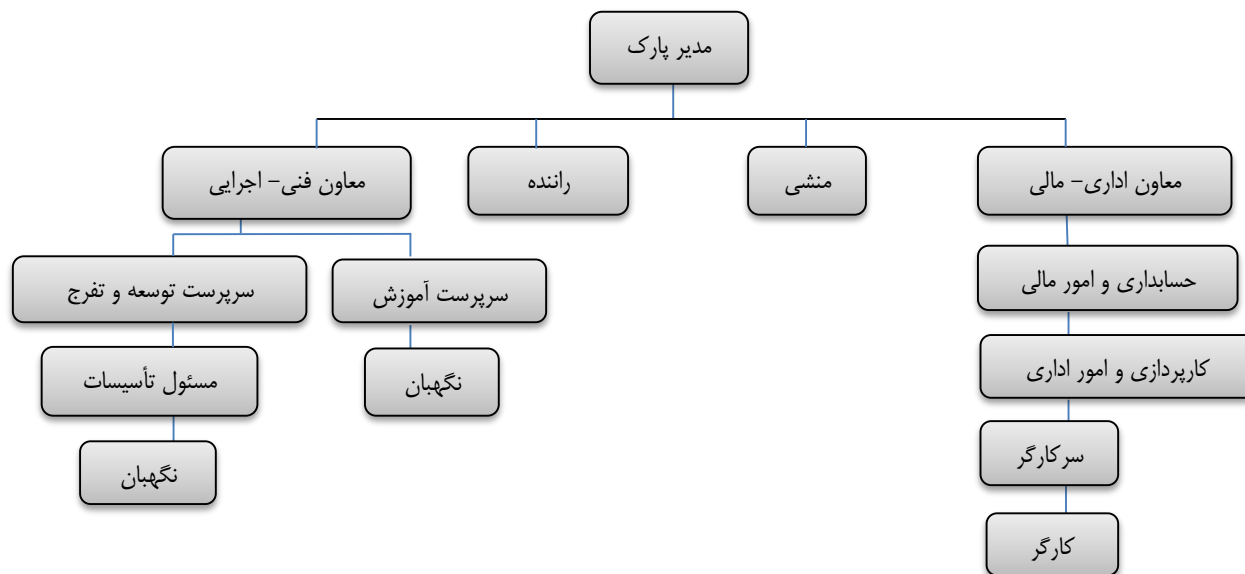 مدیر پارک
معاون اداری- مالی
منشی
راننده
معاون فنی- اجرایی
حسابداری و امور مالی
سرپرست آموزش
سرپرست توسعه و تفرج
کارپردازی و امور اداری
نگهبان
مسئول تأسیسات
سرکارگر
نگهبان
کارگر